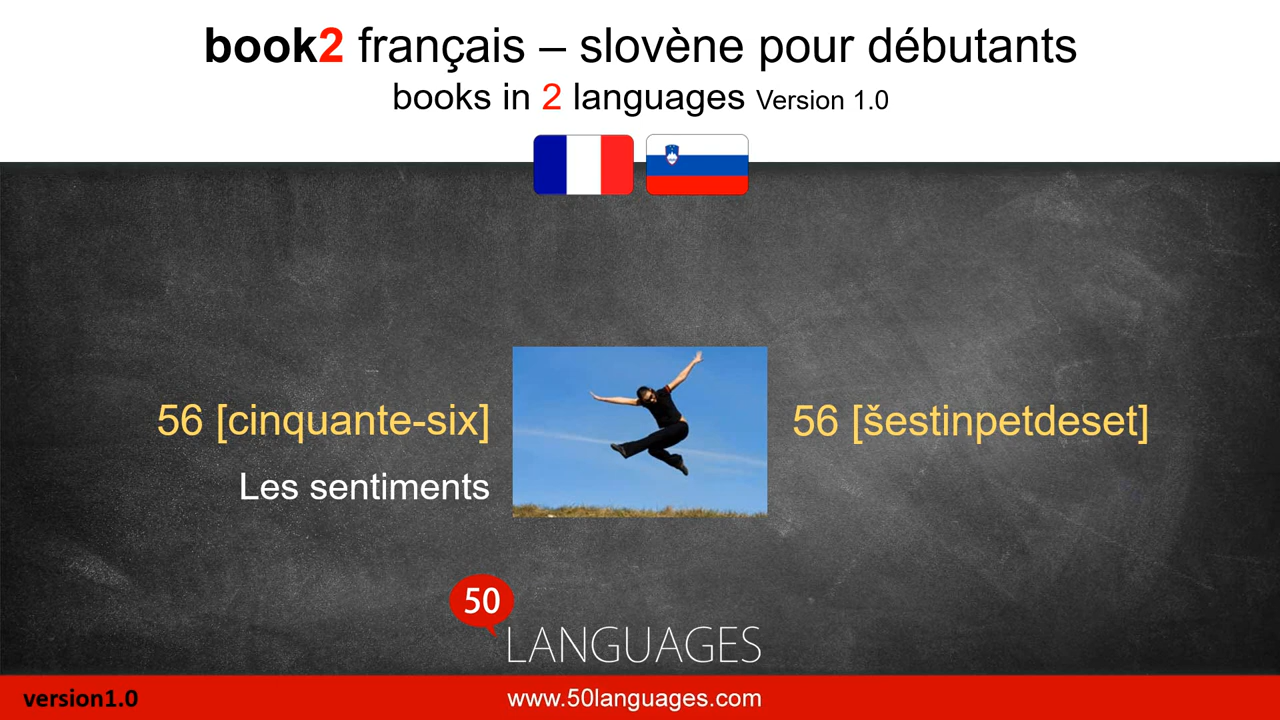 book2 français – slovène pour débutants
books in 2 languages Version 1.0
56 [cinquante-six]
56 [šestinpetdeset]
Les sentiments
50
LANGUAGES
version1.0
www.50languages.com